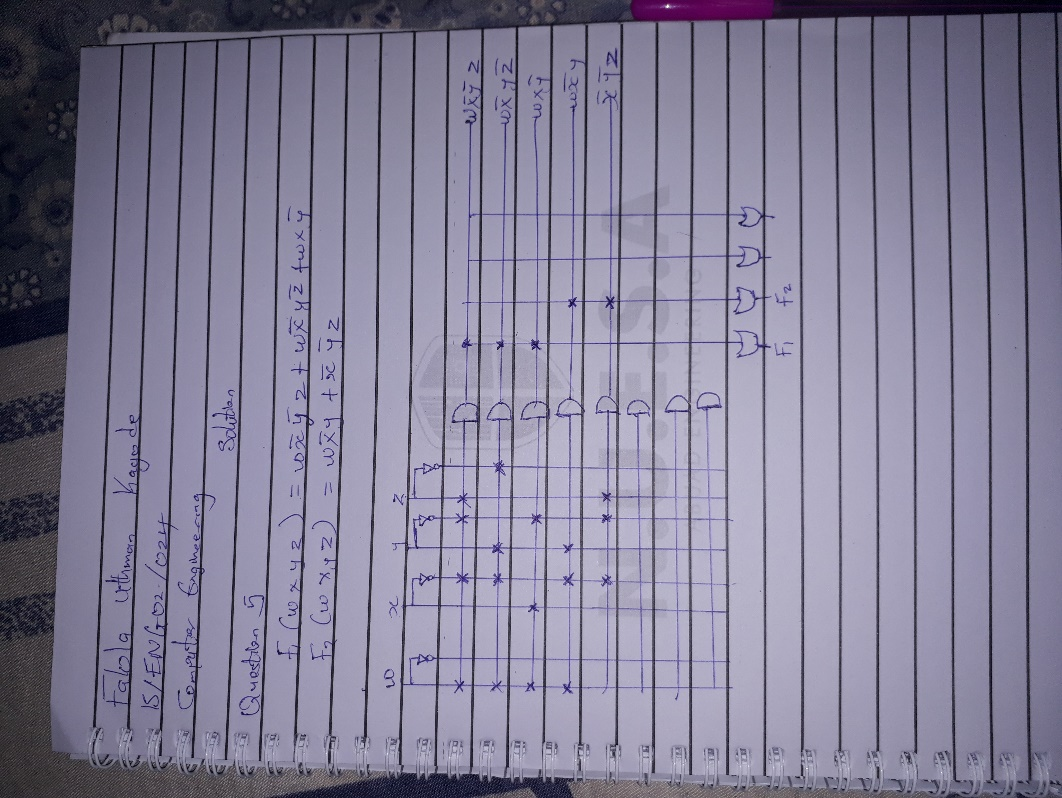 Falola Uthman Kayode
15/ENG02/024
Computer Engineering
Solution
Question 5
F₁ (w x y z) = wx̄ȳz + wx̄yz̄ + wxȳ
F₂ (w x, y z) = wx̄y + x̄ȳz
w x y z
wx̄ȳz
wx̄yz̄
wxȳ
wx̄y
x̄ȳz
F₁ F₂
N.U.E.S.A